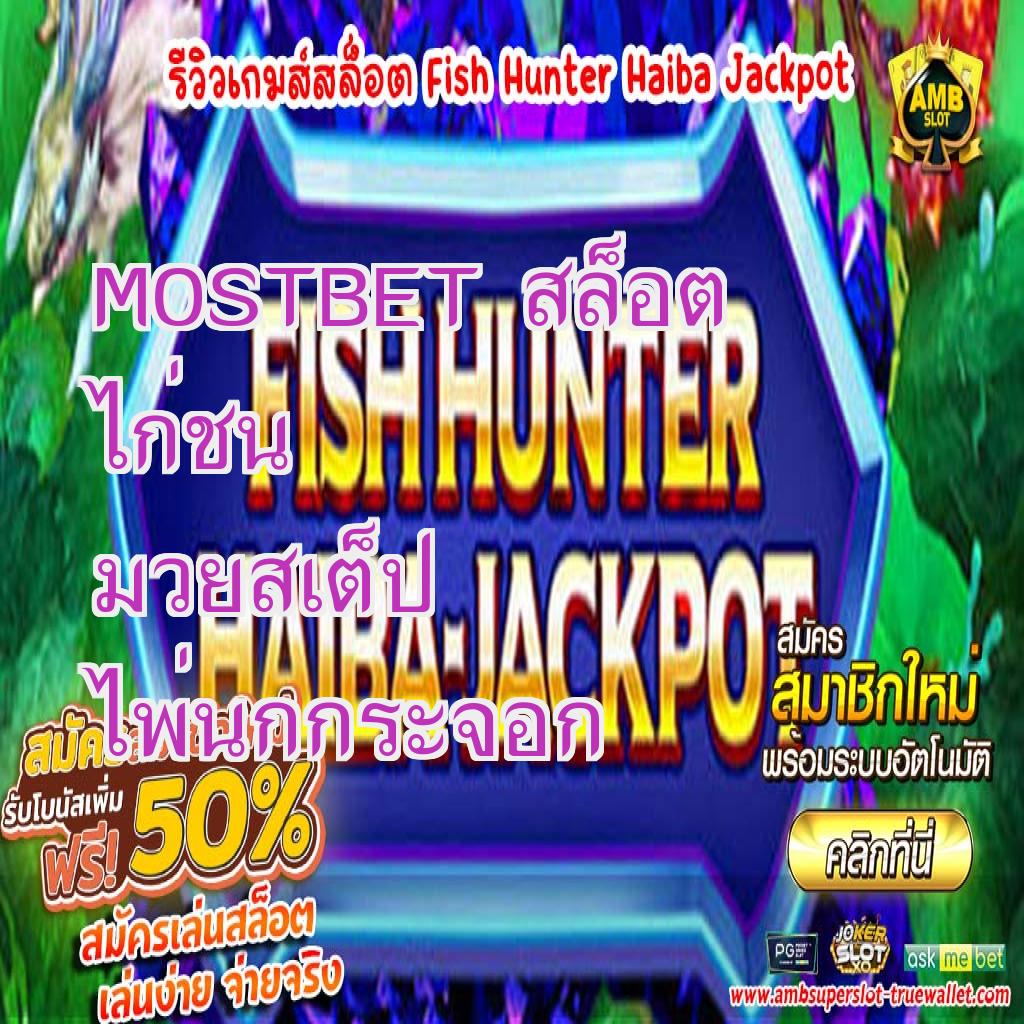 รีวิวเกมส์สล็อต Fish Hunter Haiba Jackpot
AMB
SLOT
MOSTBET สล็อต
ไก่ชน
มวยสเต็ป
ไพ่นกกระจอก
FISH HUNTER
HAIBA-JACKPOT
สมัคร
สมาชิกใหม่
พร้อมระบบอัตโนมัติ
คลิกที่นี่
รับโบนัสเพิ่ม
ฟรี! 50%
สมัครเล่นสล็อต
เล่นง่าย จ่ายจริง
PG
JOKER
SLOT
XO
ask me bet
www.ambsuperslot-truewallet.com